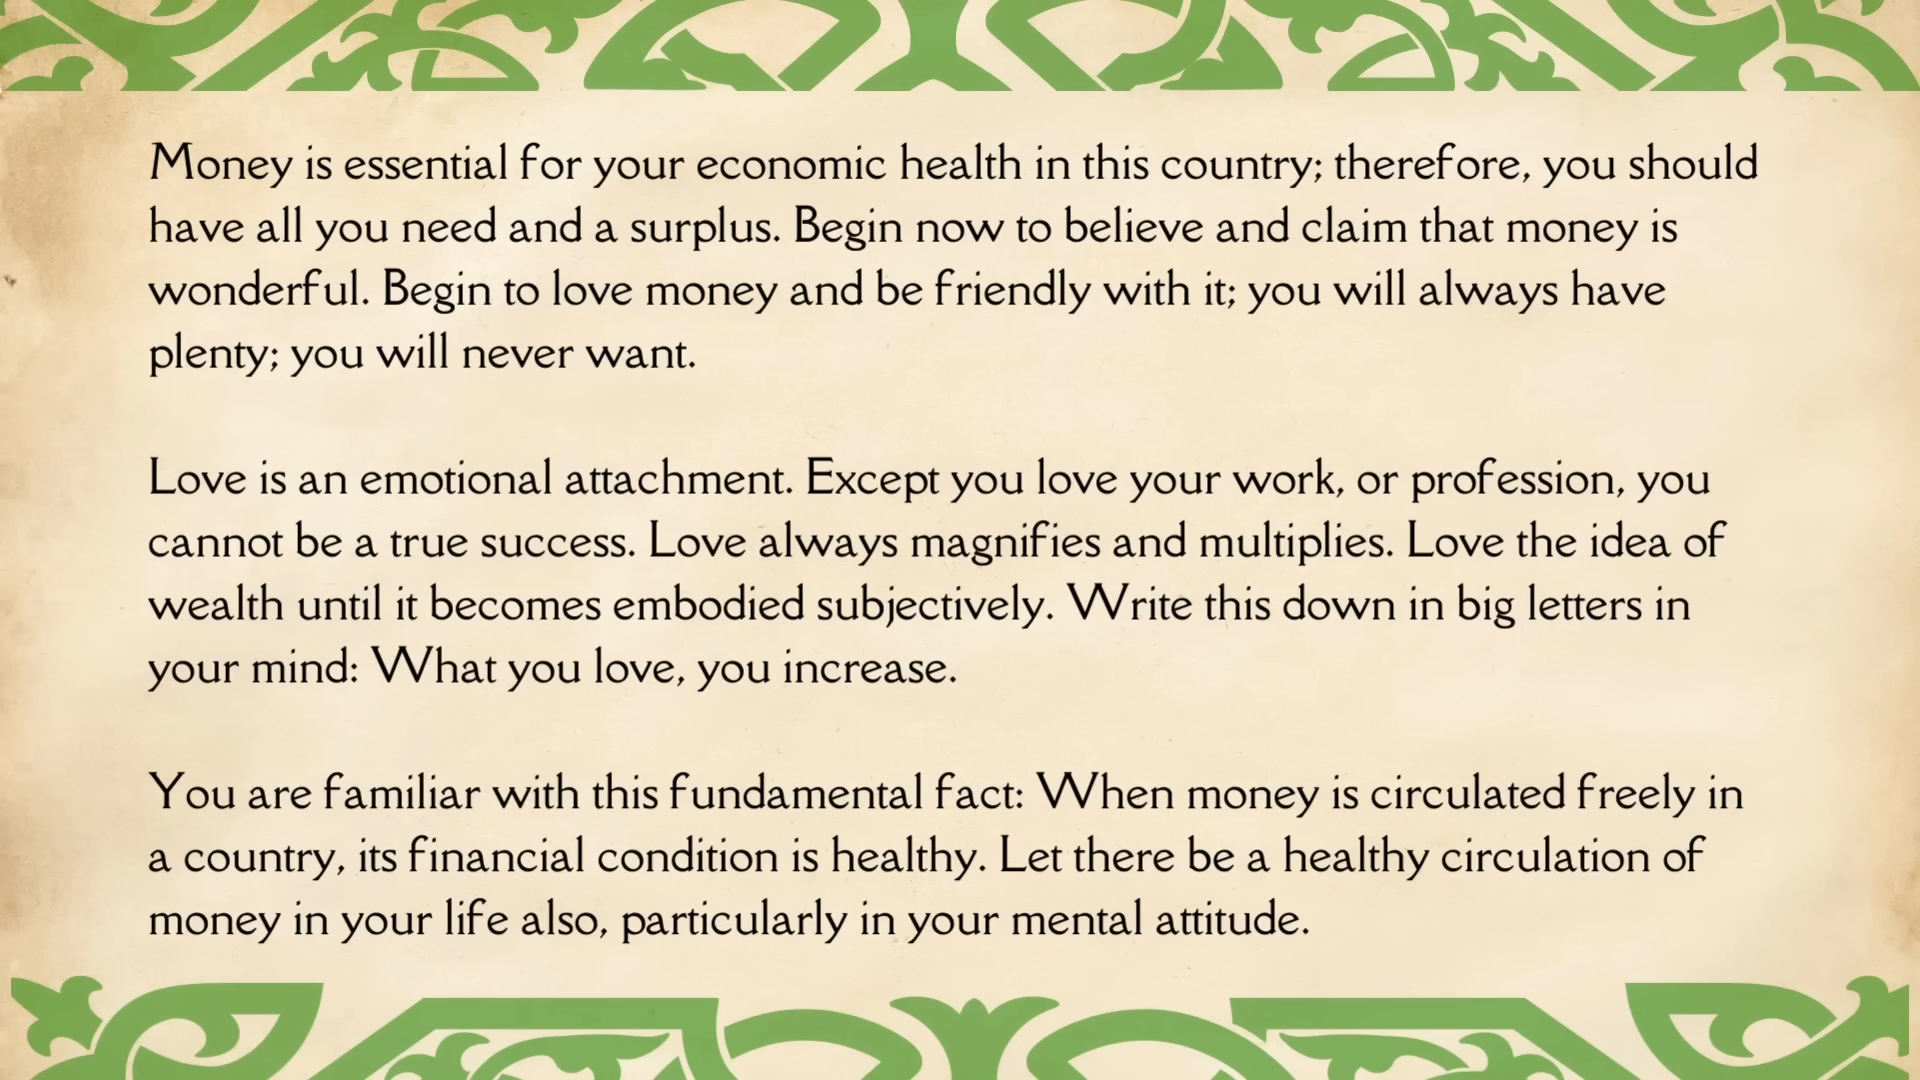 Money is essential for your economic health in this country; therefore, you should
have all you need and a surplus. Begin now to believe and claim that money is
wonderful. Begin to love money and be friendly with it; you will always have
plenty; you will never want.
Love is an emotional attachment. Except you love your work, or profession, you
cannot be a true success. Love always magnifies and multiplies. Love the idea of
wealth until it becomes embodied subjectively. Write this down in big letters in
your mind: What you love, you increase.
You are familiar with this fundamental fact: When money is circulated freely in
a country, its financial condition is healthy. Let there be a healthy circulation of
money in your life also, particularly in your mental attitude.